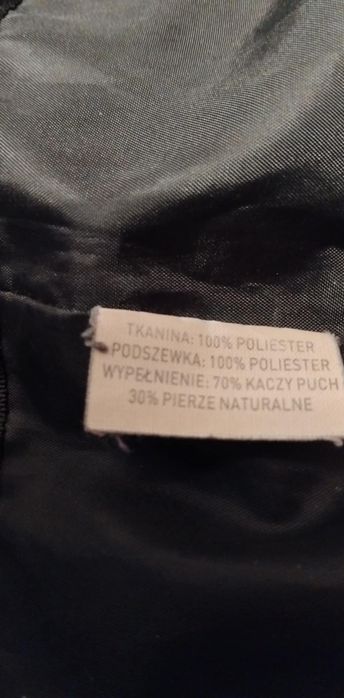 TKANINA: 100% POLIESTER
PODSZEWKA: 100% POLIESTER
WYPEŁNIENIE: 70% KACZY PUCH
30% PIERZE NATURALNE